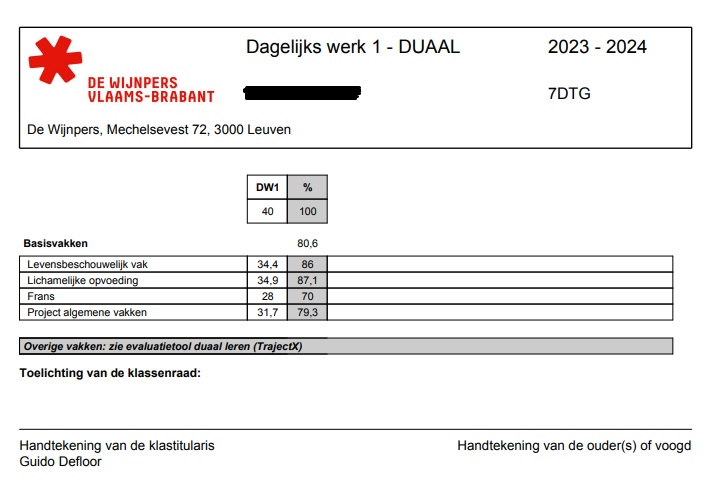 Dagelijks werk 1 - DUAAL 2023 - 2024
DE WIJNPERS
VLAAMS-BRABANT
7DTG
De Wijnpers, Mechelsevest 72, 3000 Leuven
DW1 %
40 100
Basisvakken 80,6
Levensbeschouwelijk vak 34,4 86
Lichamelijke opvoeding 34,9 87,1
Frans 28 70
Project algemene vakken 31,7 79,3
Overige vakken: zie evaluatietool duaal leren (TrajectX)
Toelichting van de klassenraad:
Handtekening van de klastitularis Handtekening van de ouder(s) of voogd
Guido Defloor